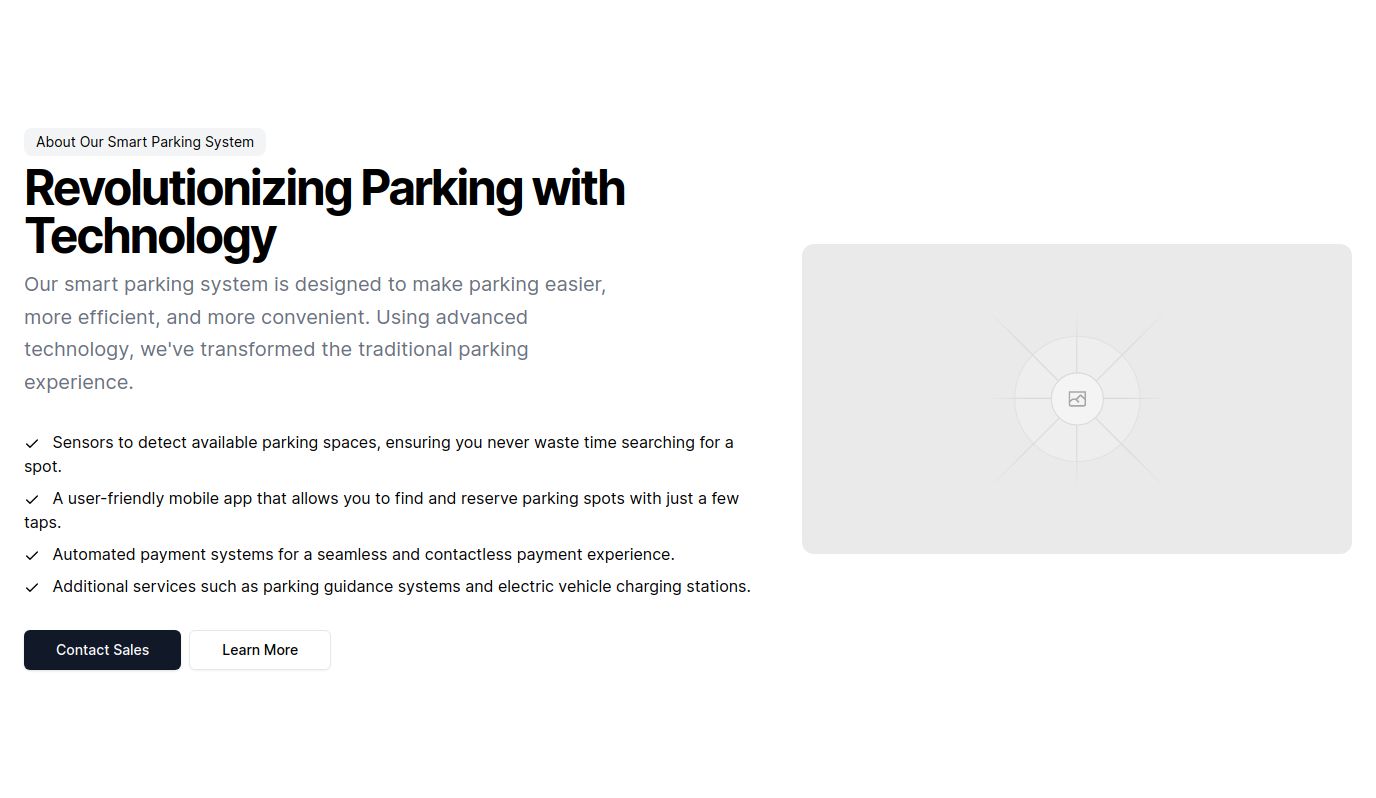 About Our Smart Parking System
Revolutionizing Parking with
Technology
Our smart parking system is designed to make parking easier,
more efficient, and more convenient. Using advanced
technology, we've transformed the traditional parking
experience.
Sensors to detect available parking spaces, ensuring you never waste time searching for a
spot.
A user-friendly mobile app that allows you to find and reserve parking spots with just a few
taps.
Automated payment systems for a seamless and contactless payment experience.
Additional services such as parking guidance systems and electric vehicle charging stations.
Contact Sales
Learn More